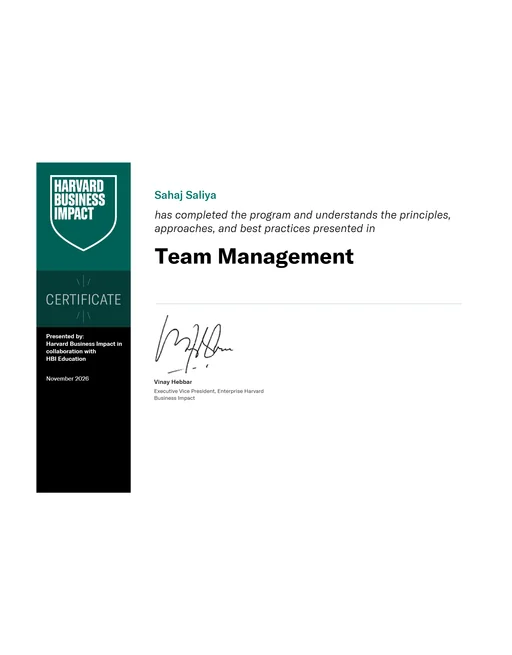 HARVARD
BUSINESS
IMPACT
CERTIFICATE
Presented by:
Harvard Business Impact in
collaboration with
HBI Education
November 2026
Sahaj Saliya
has completed the program and understands the principles,
approaches, and best practices presented in
Team Management
Vinay Hebbar
Executive Vice President, Enterprise Harvard
Business Impact